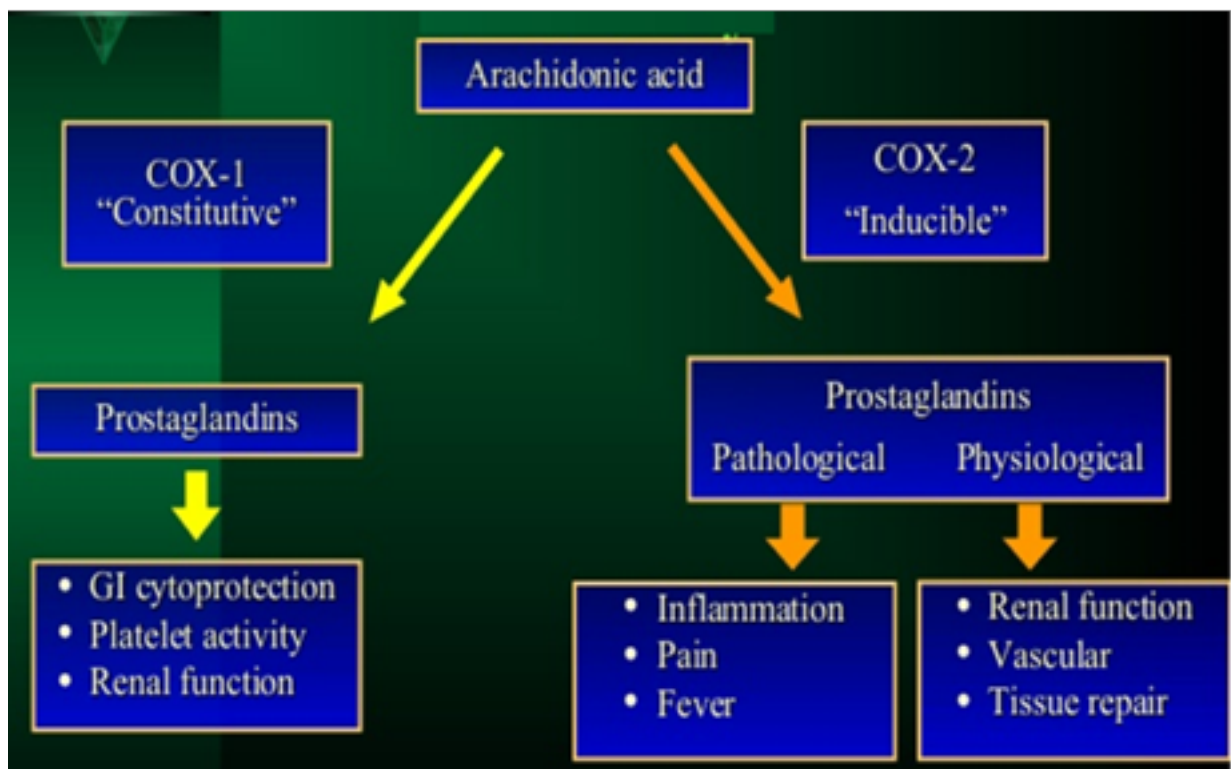 Arachidonic acid
COX-1
“Constitutive”
COX-2
“Inducible”
Prostaglandins
Prostaglandins
Pathological Physiological
• GI cytoprotection
• Platelet activity
• Renal function
• Inflammation
• Pain
• Fever
• Renal function
• Vascular
• Tissue repair